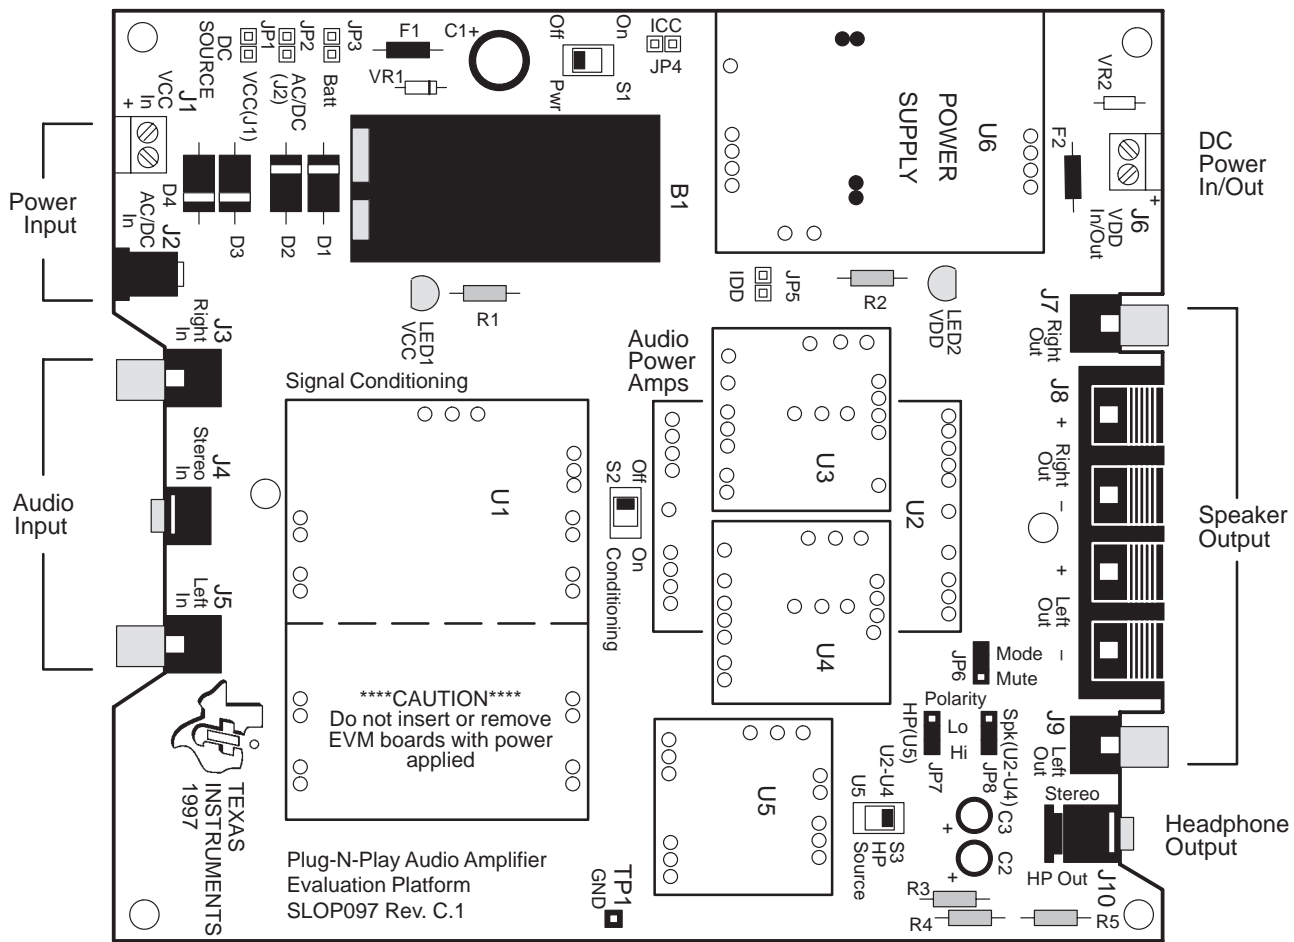 Off
On
ICC
JP4
S1
Pwr
C1+
F1
VR1
JP3
Batt
JP2
AC/DC
(J2)
JP1
VCC(J1)
DC
SOURCE
J1
VCC
In
+
Power
Input
D4
J2
AC/DC
In
D3
D2
D1
B1
U6
POWER
SUPPLY
VR2
F2
J6
VDD
In/Out
+
DC
Power
In/Out
LED1
VCC
R1
JP5
IDD
R2
LED2
VDD
J3
Right
In
Audio
Input
J4
Stereo
In
J5
Left
In
Signal Conditioning
U1
S2
Off
On
Conditioning
Audio
Power
Amps
U3
U2
U4
J7
Right
Out
J8
+
Right
Out
–
+
Left
Out
–
Speaker
Output
JP6
Mode
Mute
Polarity
HP(U5)
Lo
Hi
JP7
Spk(U2-U4)
JP8
J9
Left
Out
****CAUTION****
Do not insert or remove
EVM boards with power
applied
TEXAS
INSTRUMENTS
1997
Plug-N-Play Audio Amplifier
Evaluation Platform
SLOP097 Rev. C.1
TP1
GND
U5
U2-U4
U5
S3
HP
Source
C3
+
C2
+
R3
R4
R5
Stereo
HP Out
J10
Headphone
Output